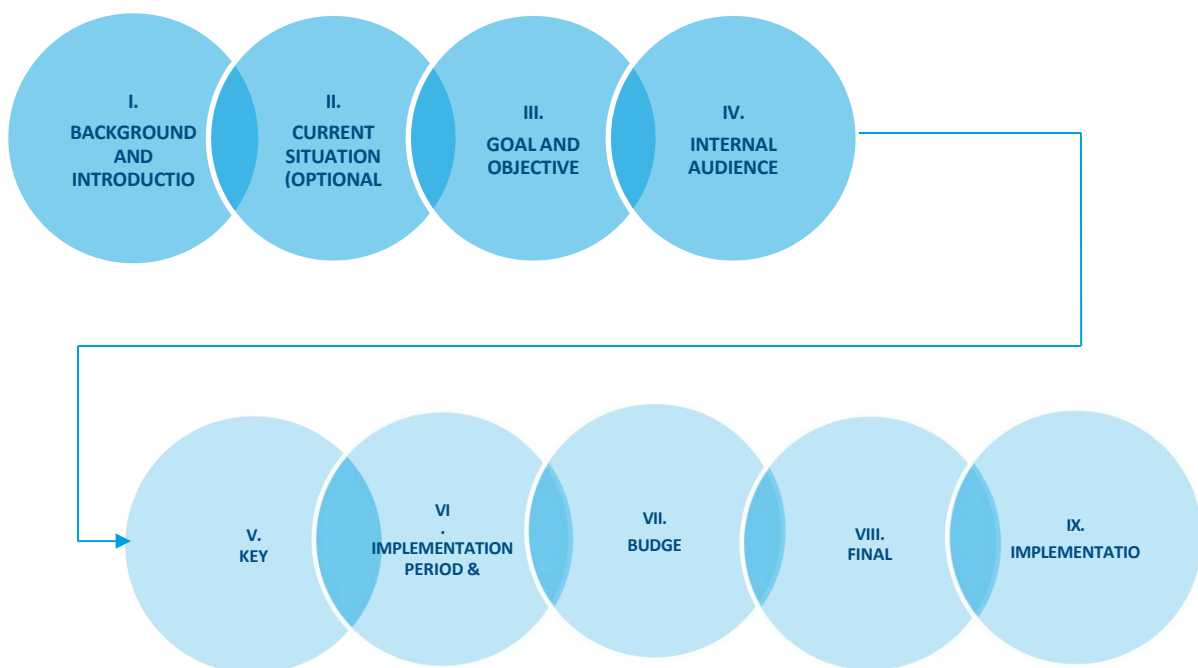 I.
BACKGROUND
AND
INTRODUCTIO
II.
CURRENT
SITUATION
(OPTIONAL
III.
GOAL AND
OBJECTIVE
IV.
INTERNAL
AUDIENCE
V.
KEY
VI
.
IMPLEMENTATION
PERIOD &
VII.
BUDGE
VIII.
FINAL
IX.
IMPLEMENTATIO